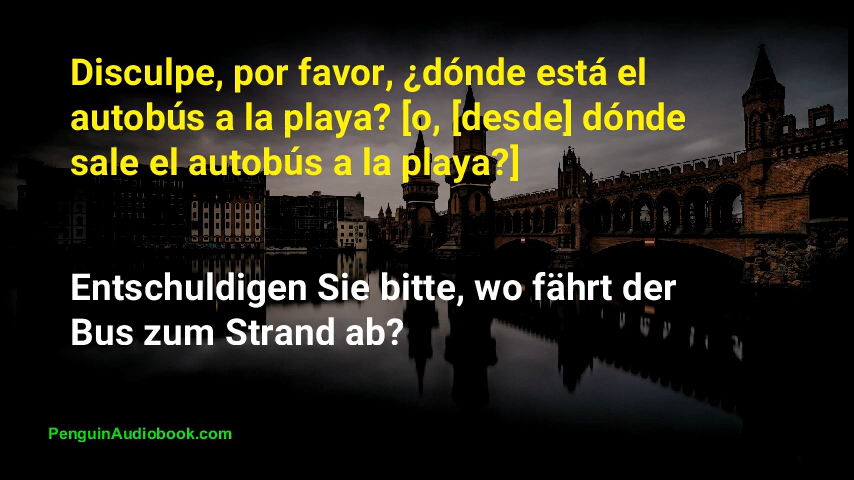 Disculpe, por favor, ¿dónde está el
autobús a la playa? [o, [desde] dónde
sale el autobús a la playa?]
Entschuldigen Sie bitte, wo fährt der
Bus zum Strand ab?
PenguinAudiobook.com